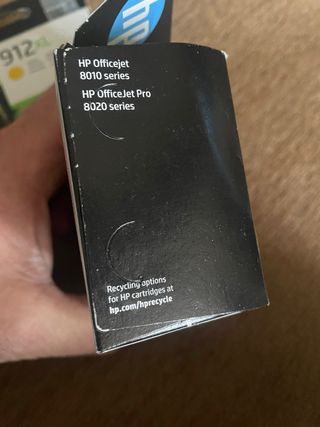 hp
912XL
HP Officejet
8010 series
HP OfficeJet Pro
8020 series
Recycling options
for HP cartridges at
hp.com/hprecycle